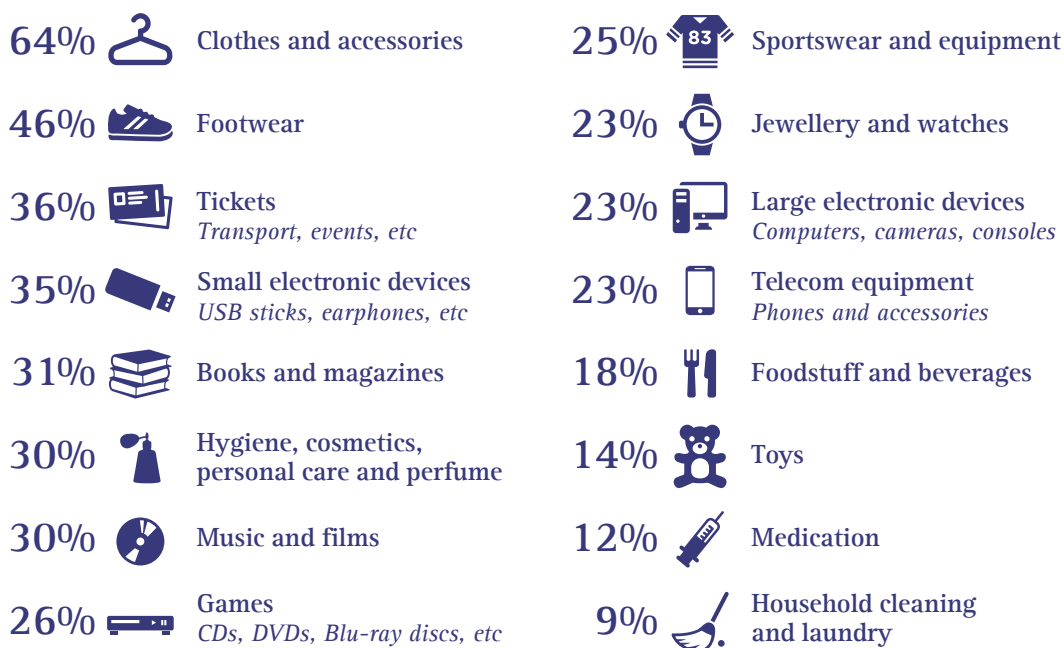 64%
Clothes and accessories
46%
Footwear
36%
Tickets
Transport, events, etc
35%
Small electronic devices
USB sticks, earphones, etc
31%
Books and magazines
30%
Hygiene, cosmetics,
personal care and perfume
30%
Music and films
26%
Games
CDs, DVDs, Blu-ray discs, etc
25%
83
Sportswear and equipment
23%
Jewellery and watches
23%
Large electronic devices
Computers, cameras, consoles
23%
Telecom equipment
Phones and accessories
18%
Foodstuff and beverages
14%
Toys
12%
Medication
9%
Household cleaning
and laundry